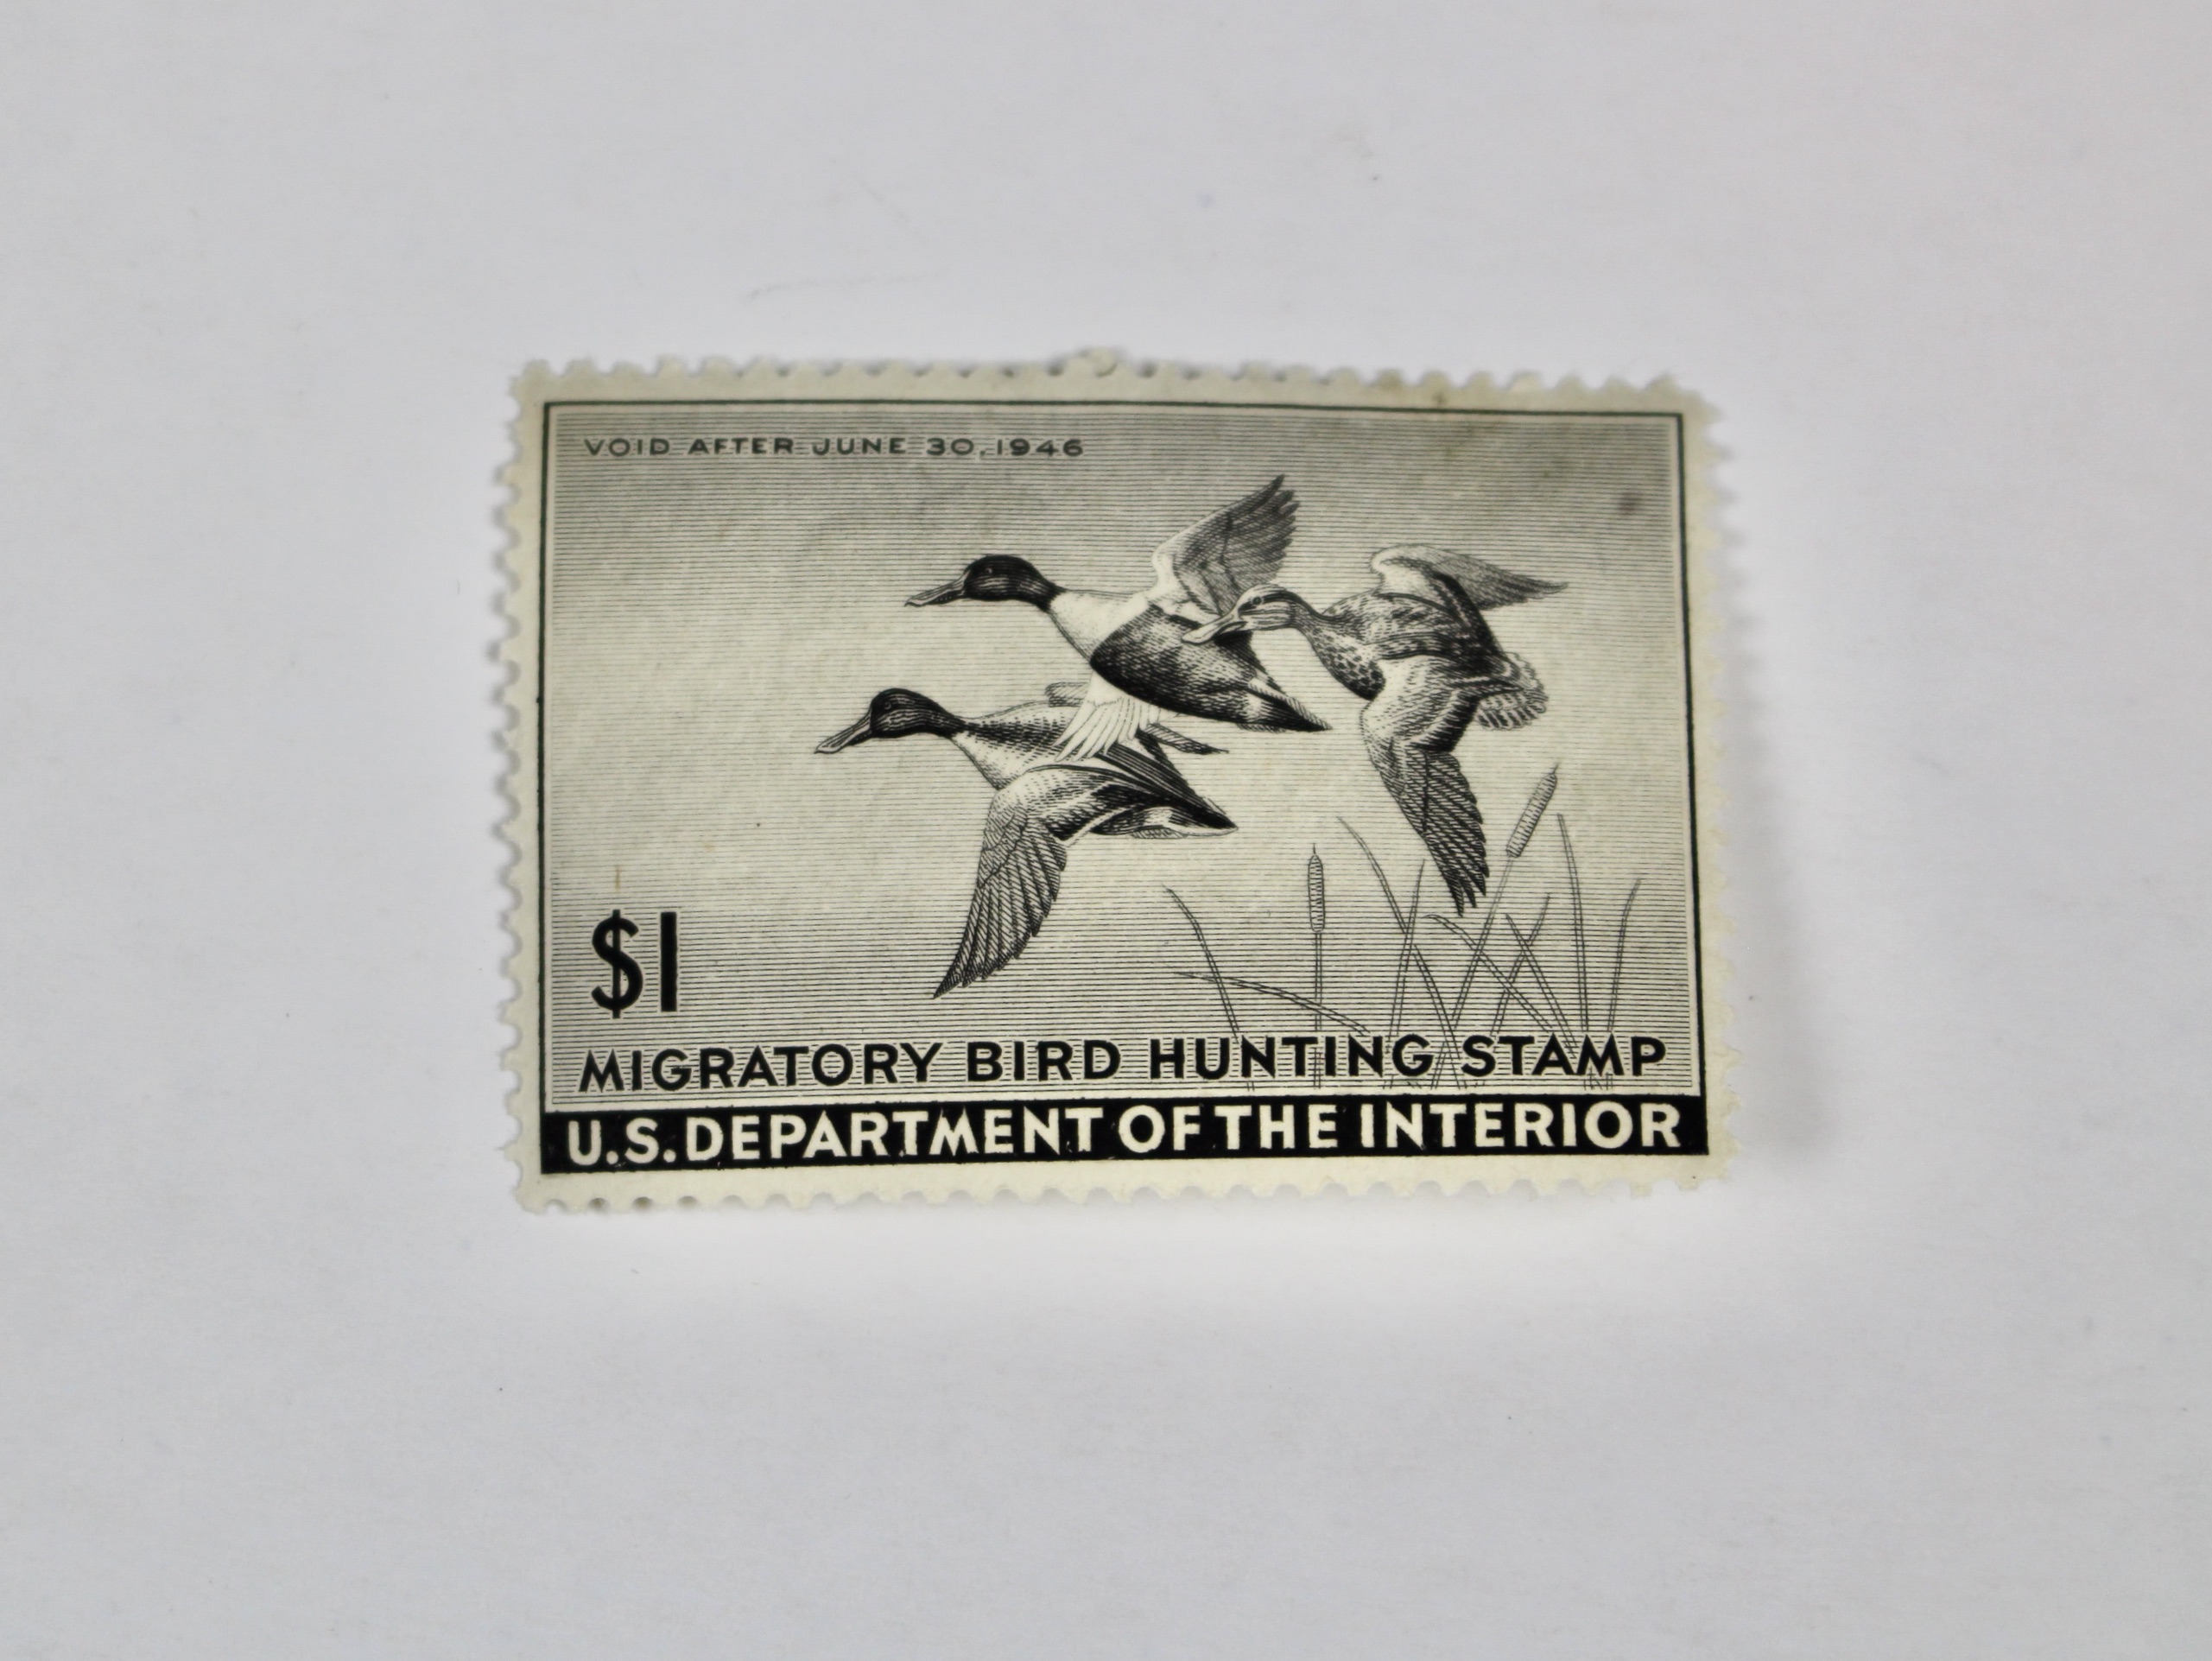 VOID AFTER JUNE 30, 1946
$1
MIGRATORY BIRD HUNTING STAMP
U.S. DEPARTMENT OF THE INTERIOR